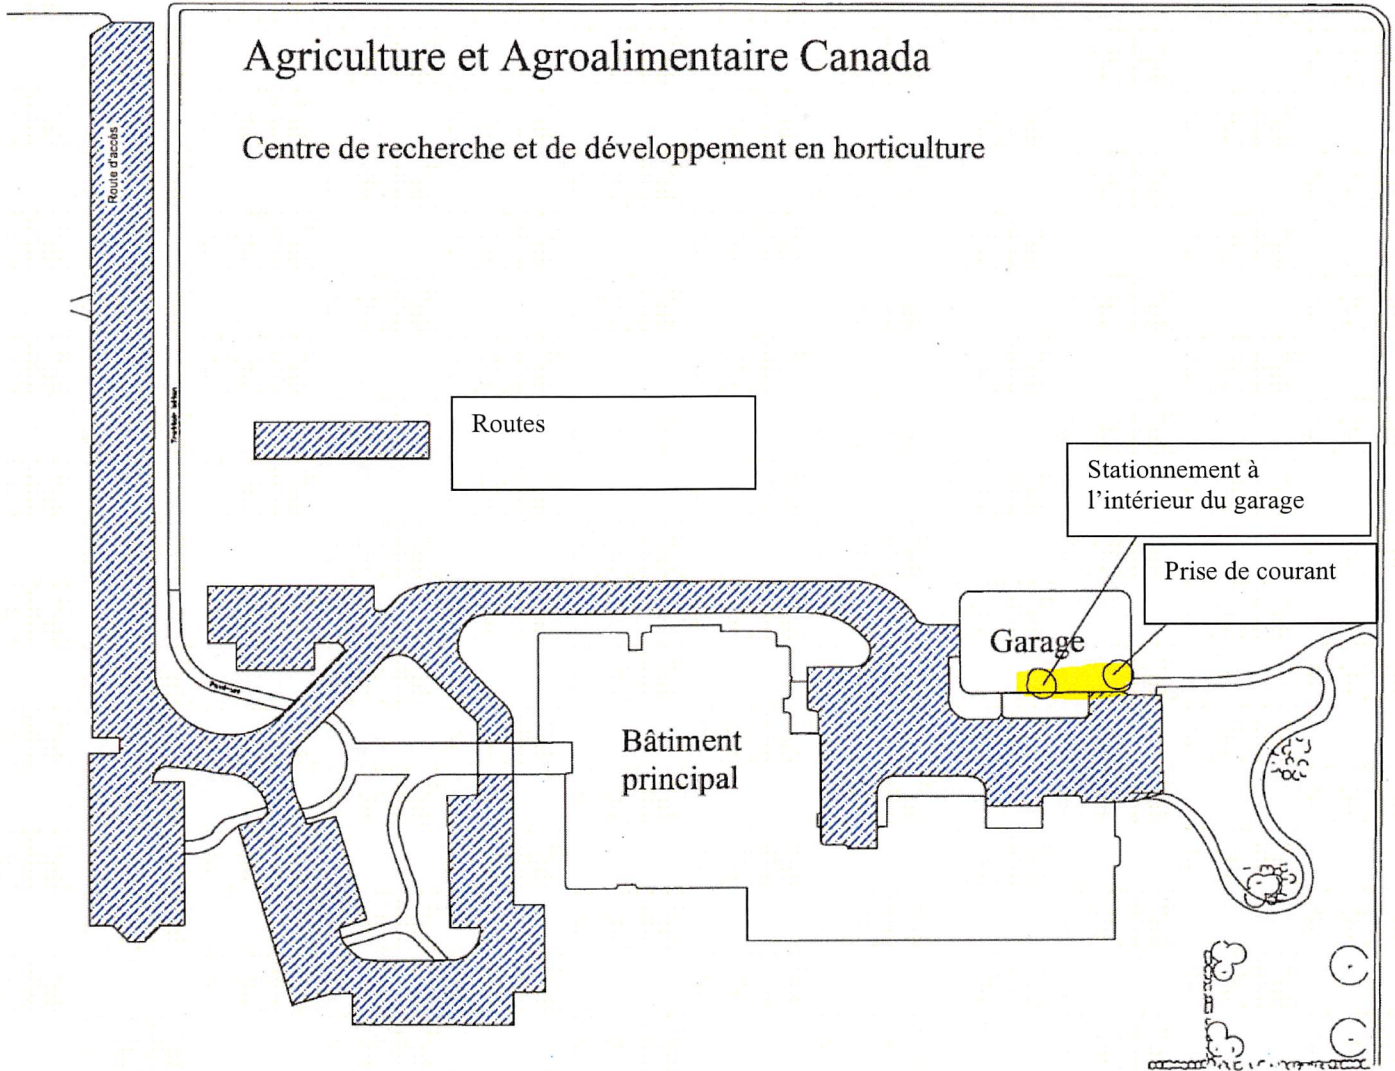 Agriculture et Agroalimentaire Canada
Centre de recherche et de développement en horticulture
Route d'accès
Routes
Stationnement à
l'intérieur du garage
Prise de courant
Garage
Bâtiment
principal